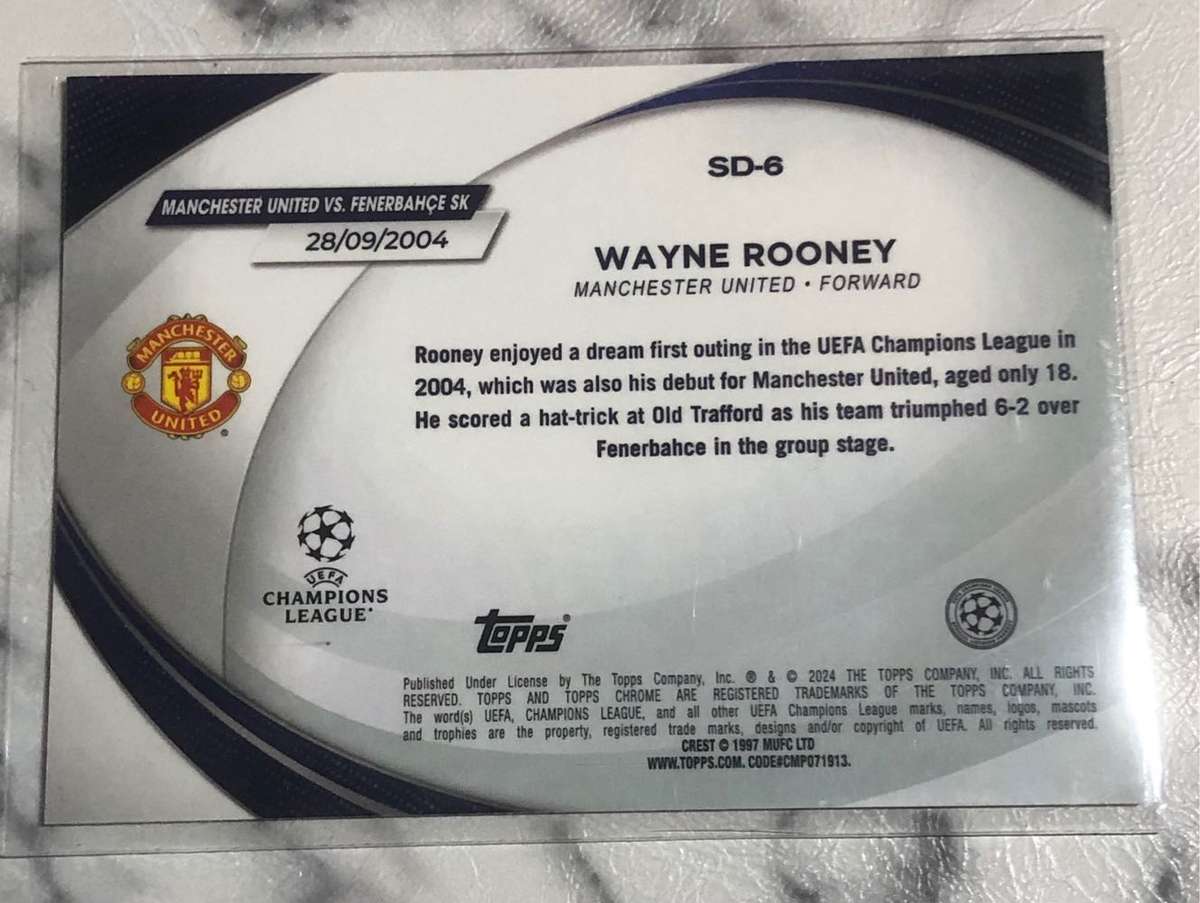 SD-6
MANCHESTER UNITED VS. FENERBAHÇE SK
28/09/2004
WAYNE ROONEY
MANCHESTER UNITED • FORWARD
MANCHESTER
UNITED
Rooney enjoyed a dream first outing in the UEFA Champions League in
2004, which was also his debut for Manchester United, aged only 18.
He scored a hat-trick at Old Trafford as his team triumphed 6-2 over
Fenerbahce in the group stage.
UEFA
CHAMPIONS
LEAGUE
Topps®
Published Under License by The Topps Company, Inc. ® & © 2024 THE TOPPS COMPANY, INC. ALL RIGHTS
RESERVED. TOPPS AND TOPPS CHROME ARE REGISTERED TRADEMARKS OF THE TOPPS COMPANY, INC.
The word(s) UEFA, CHAMPIONS LEAGUE, and all other UEFA Champions League marks, names, logos, mascots
and trophies are the property, registered trade marks, designs and/or copyright of UEFA. All rights reserved.
CREST © 1997 MUFC LTD
WWW.TOPPS.COM. CODE#CMP071913.